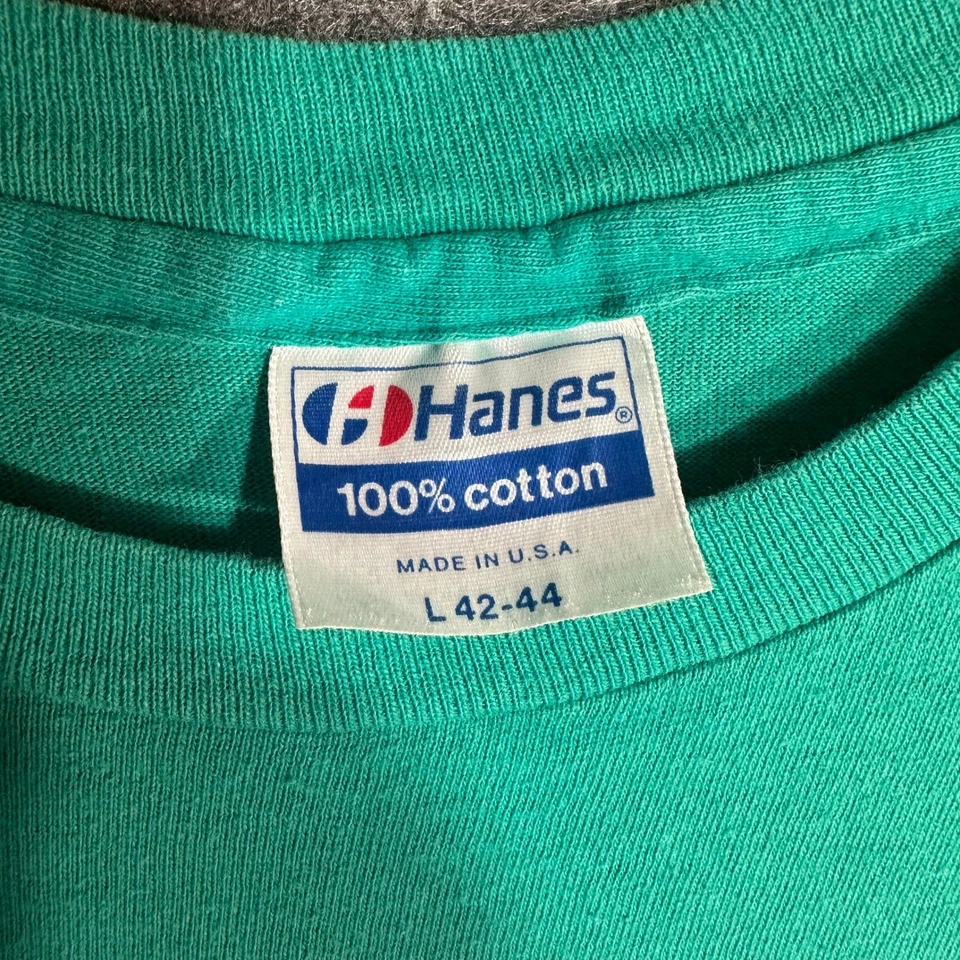 Hanes®
100% cotton
MADE IN U.S.A.
L 42-44